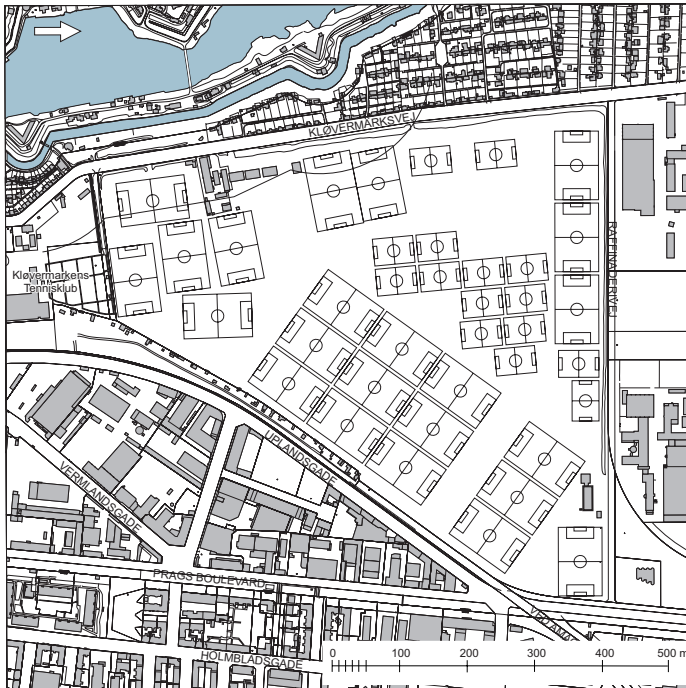 KLØVERMARKSVEJ
RAFFINADERIVEJ
Kløvermarkens
Tennisklub
UPLANDSGADE
VERMLANDSGADE
PRAGS BOULEVARD
HOLMBLADSGADE
0 100 200 300 400 500 m